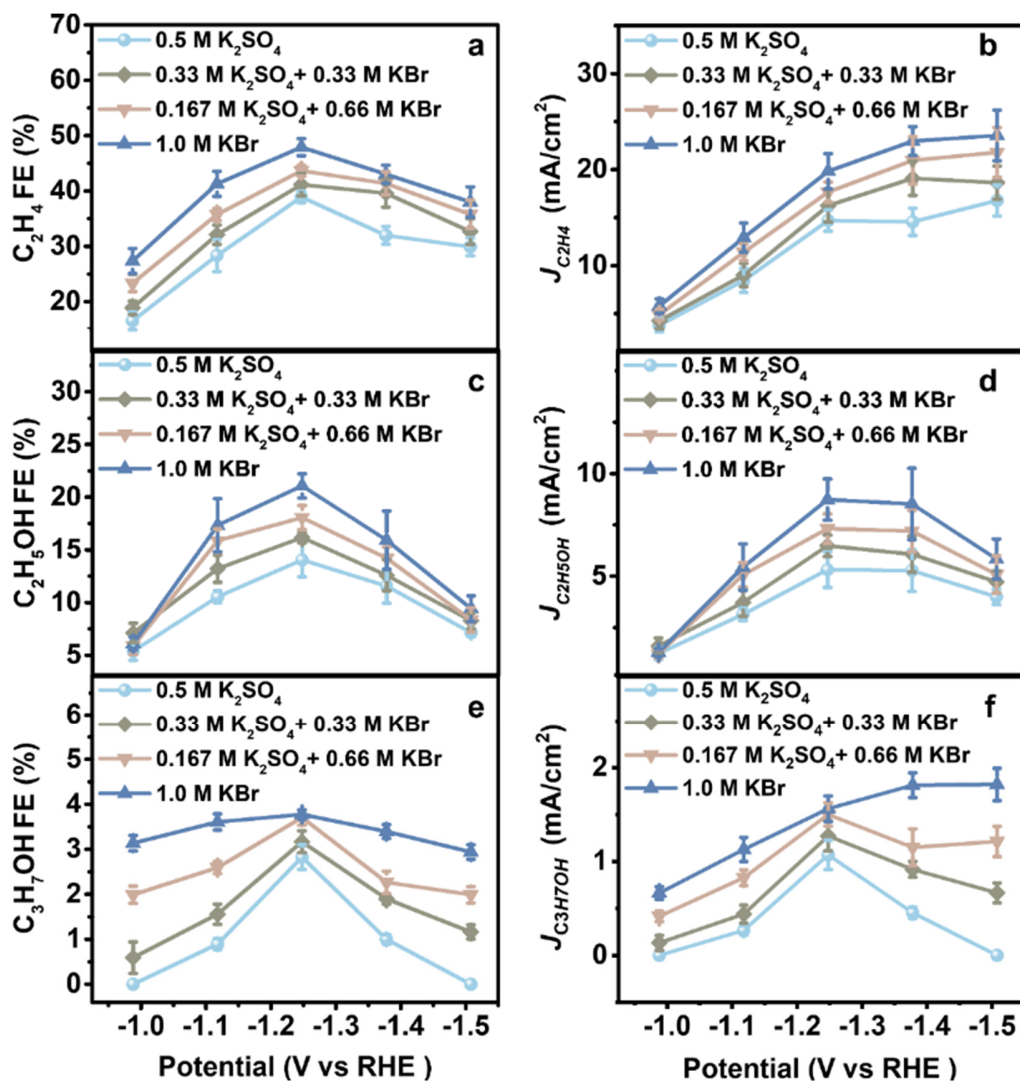 a
0.5 M K₂SO₄
0.33 M K₂SO₄+ 0.33 M KBr
0.167 M K₂SO₄+ 0.66 M KBr
1.0 M KBr
C₂H₄ FE (%)
70
60
50
40
30
20
b
0.5 M K₂SO₄
0.33 M K₂SO₄+ 0.33 M KBr
0.167 M K₂SO₄+ 0.66 M KBr
1.0 M KBr
J_C2H4 (mA/cm²)
30
20
10
c
0.5 M K₂SO₄
0.33 M K₂SO₄+ 0.33 M KBr
0.167 M K₂SO₄+ 0.66 M KBr
1.0 M KBr
C₂H₅OH FE (%)
30
25
20
15
10
5
d
0.5 M K₂SO₄
0.33 M K₂SO₄+ 0.33 M KBr
0.167 M K₂SO₄+ 0.66 M KBr
1.0 M KBr
J_C2H5OH (mA/cm²)
10
5
e
0.5 M K₂SO₄
0.33 M K₂SO₄+ 0.33 M KBr
0.167 M K₂SO₄+ 0.66 M KBr
1.0 M KBr
C₃H₇OH FE (%)
6
5
4
3
2
1
0
-1.0 -1.1 -1.2 -1.3 -1.4 -1.5
Potential (V vs RHE )
f
0.5 M K₂SO₄
0.33 M K₂SO₄+ 0.33 M KBr
0.167 M K₂SO₄+ 0.66 M KBr
1.0 M KBr
J_C3H7OH (mA/cm²)
2
1
0
-1.0 -1.1 -1.2 -1.3 -1.4 -1.5
Potential (V vs RHE )